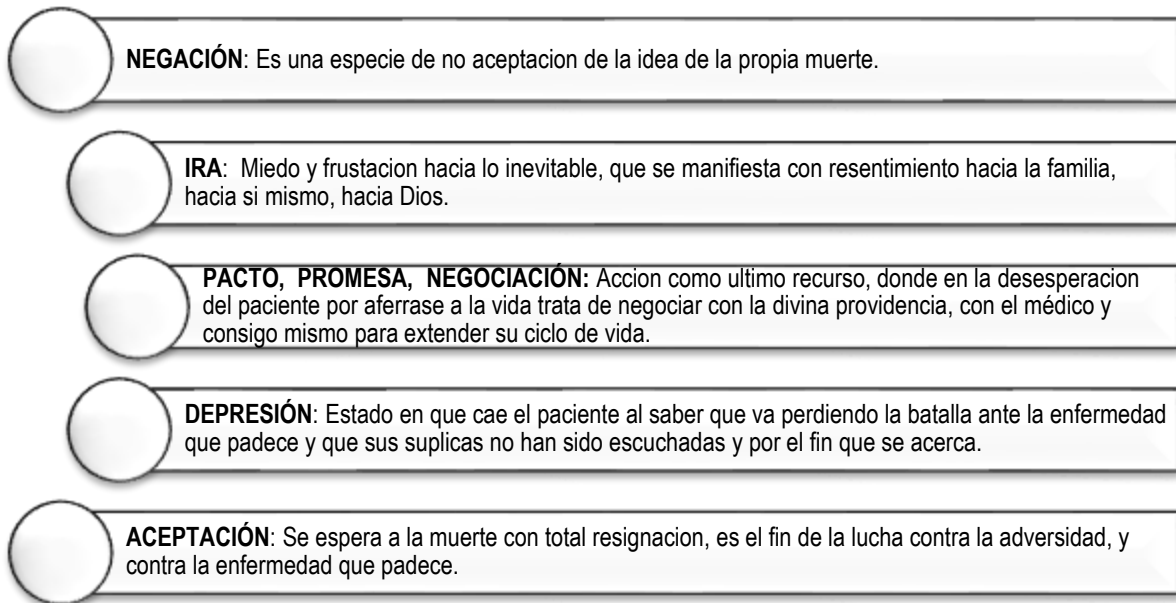 NEGACIÓN: Es una especie de no aceptacion de la idea de la propia muerte.
IRA: Miedo y frustacion hacia lo inevitable, que se manifiesta con resentimiento hacia la familia,
hacia si mismo, hacia Dios.
PACTO, PROMESA, NEGOCIACIÓN: Accion como ultimo recurso, donde en la desesperacion
del paciente por aferrase a la vida trata de negociar con la divina providencia, con el médico y
consigo mismo para extender su ciclo de vida.
DEPRESIÓN: Estado en que cae el paciente al saber que va perdiendo la batalla ante la enfermedad
que padece y que sus suplicas no han sido escuchadas y por el fin que se acerca.
ACEPTACIÓN: Se espera a la muerte con total resignacion, es el fin de la lucha contra la adversidad, y
contra la enfermedad que padece.